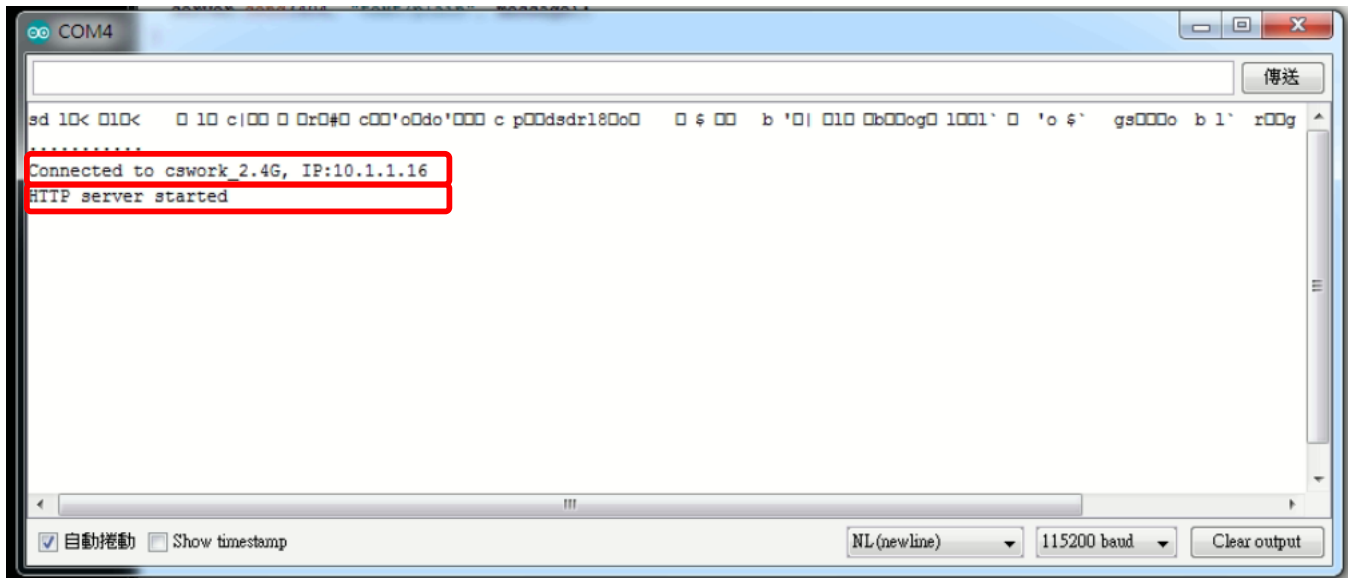 COM4
傳送
...........
Connected to cswork_2.4G, IP:10.1.1.16
HTTP server started
自動捲動 Show timestamp NL(newline) 115200 baud Clear output